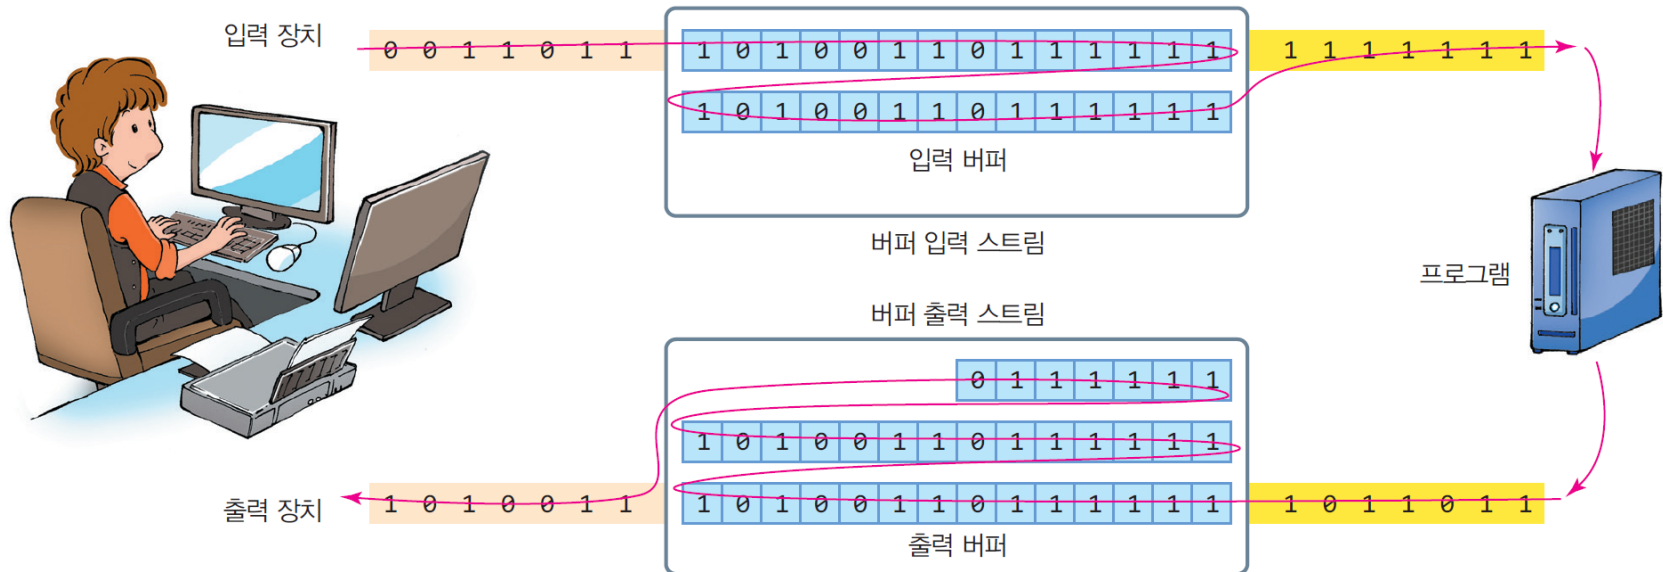 입력 장치
0 0 1 1 0 1 1 1 0 1 0 0 1 1 0 1 1 1 1 1 1 1 1 1 1 1 1 1
1 0 1 0 0 1 1 0 1 1 1 1 1 1
입력 버퍼
버퍼 입력 스트림
프로그램
버퍼 출력 스트림
0 1 1 1 1 1 1
1 0 1 0 0 1 1 0 1 1 1 1 1 1
출력 장치
1 0 1 0 0 1 1 1 0 1 0 0 1 1 0 1 1 1 1 1 1 1 0 1 1 0 1 1
출력 버퍼